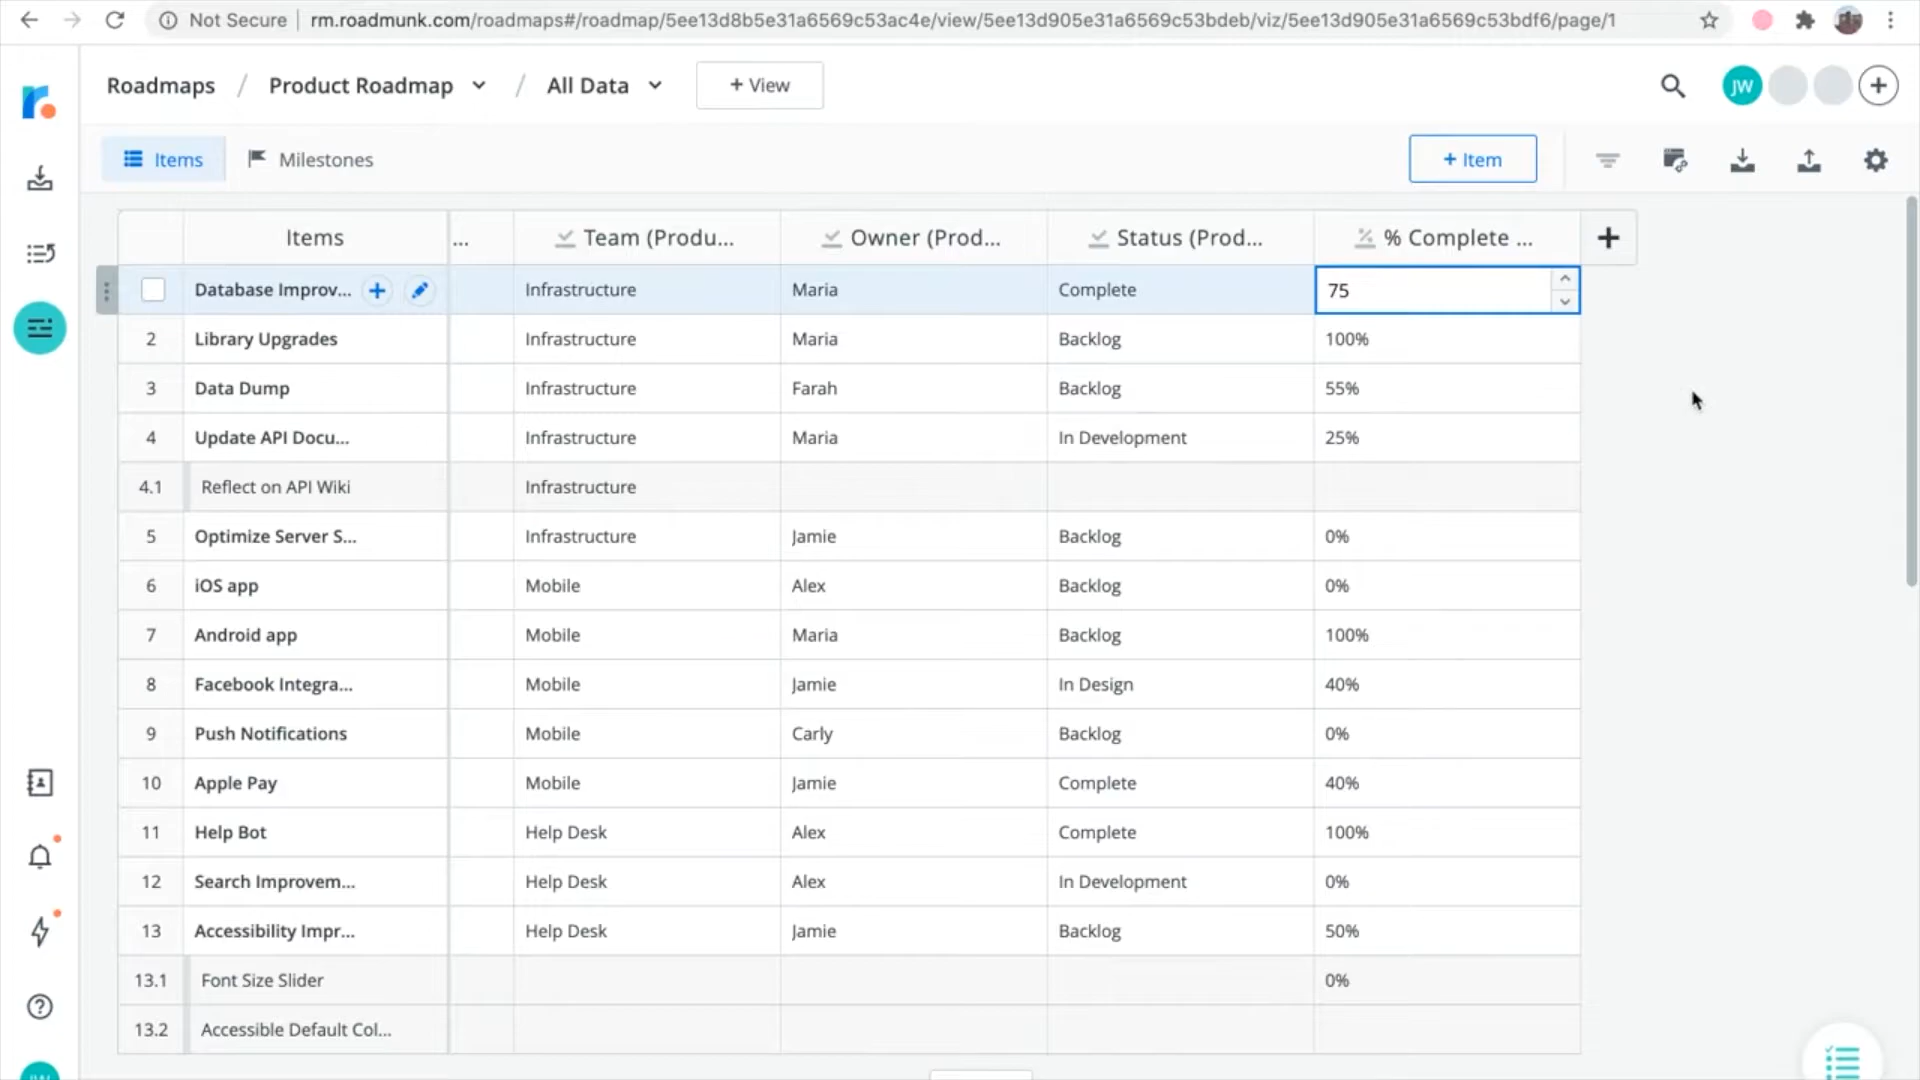 Not Secure | rm.roadmunk.com/roadmaps#/roadmap/5ee13d8b5e31a6569c53ac4e/view/5ee13d905e31a6569c53bdeb/viz/5ee13d905e31a6569c53bdf6/page/1
Roadmaps / Product Roadmap / All Data + View JW
Items Milestones + Item
Items ... Team (Produ... Owner (Prod... Status (Prod... % Complete ...
Database Improv... Infrastructure Maria Complete 75
2 Library Upgrades Infrastructure Maria Backlog 100%
3 Data Dump Infrastructure Farah Backlog 55%
4 Update API Docu... Infrastructure Maria In Development 25%
4.1 Reflect on API Wiki Infrastructure
5 Optimize Server S... Infrastructure Jamie Backlog 0%
6 iOS app Mobile Alex Backlog 0%
7 Android app Mobile Maria Backlog 100%
8 Facebook Integra... Mobile Jamie In Design 40%
9 Push Notifications Mobile Carly Backlog 0%
10 Apple Pay Mobile Jamie Complete 40%
11 Help Bot Help Desk Alex Complete 100%
12 Search Improvem... Help Desk Alex In Development 0%
13 Accessibility Impr... Help Desk Jamie Backlog 50%
13.1 Font Size Slider 0%
13.2 Accessible Default Col...